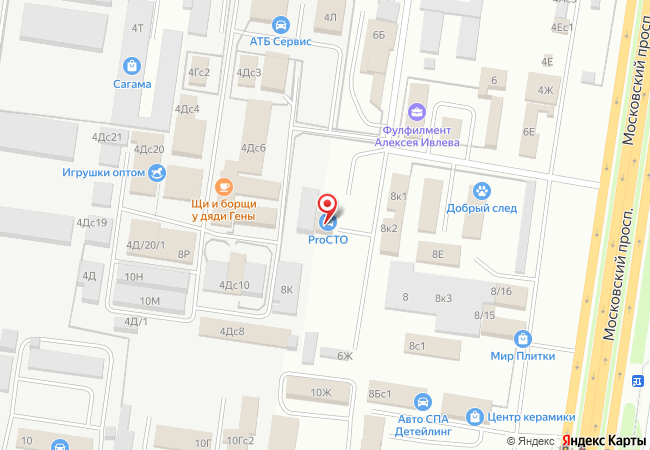 4Дс3
4Т
4Л
АТБ Сервис
6Б
4Ес1
4Е
Московский просп.
Сагама
4Гс2
4Дс3
6
4Ж
4Дс4
Фулфилмент
Алексея Ивлева
6Е
4Дс21
4Дс20
4Дс6
Игрушки оптом
Щи и борщи
у дяди Гены
8к1
Добрый след
4Дс19
ProСТО
8к2
Московский просп.
4Д/20/1
8Р
8Е
4Д
10Н
10М
4Дс10
8К
8
8к3
8/16
8/15
4Д/1
4Дс8
6Ж
8с1
Мир Плитки
10Ж
8Бс1
Авто СПА
Детейлинг
Центр керамики
10
10Г
10Гс2
© Яндекс Яндекс Карты